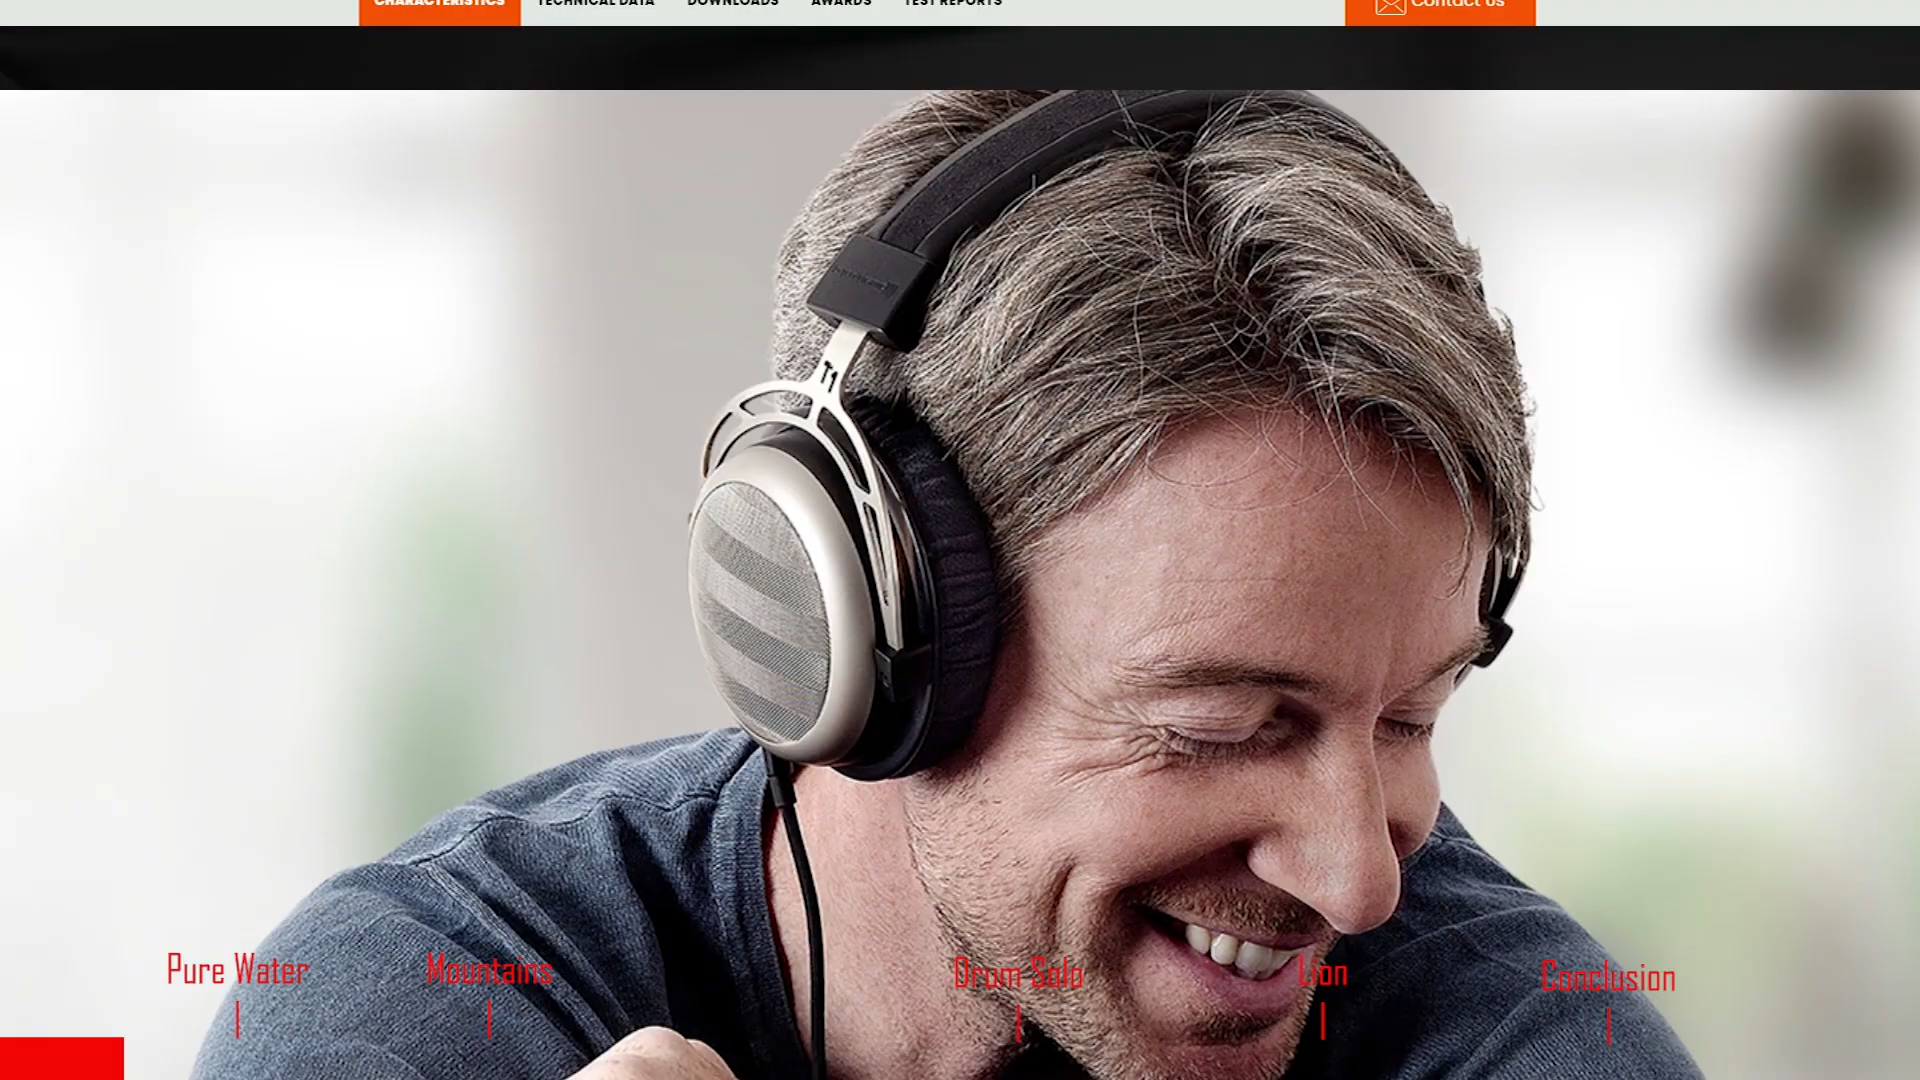 CHARACTERISTICS TECHNICAL DATA DOWNLOADS AWARDS TEST REPORTS Contact us
T1
Pure Water Mountains Drum Solo Lion Conclusion